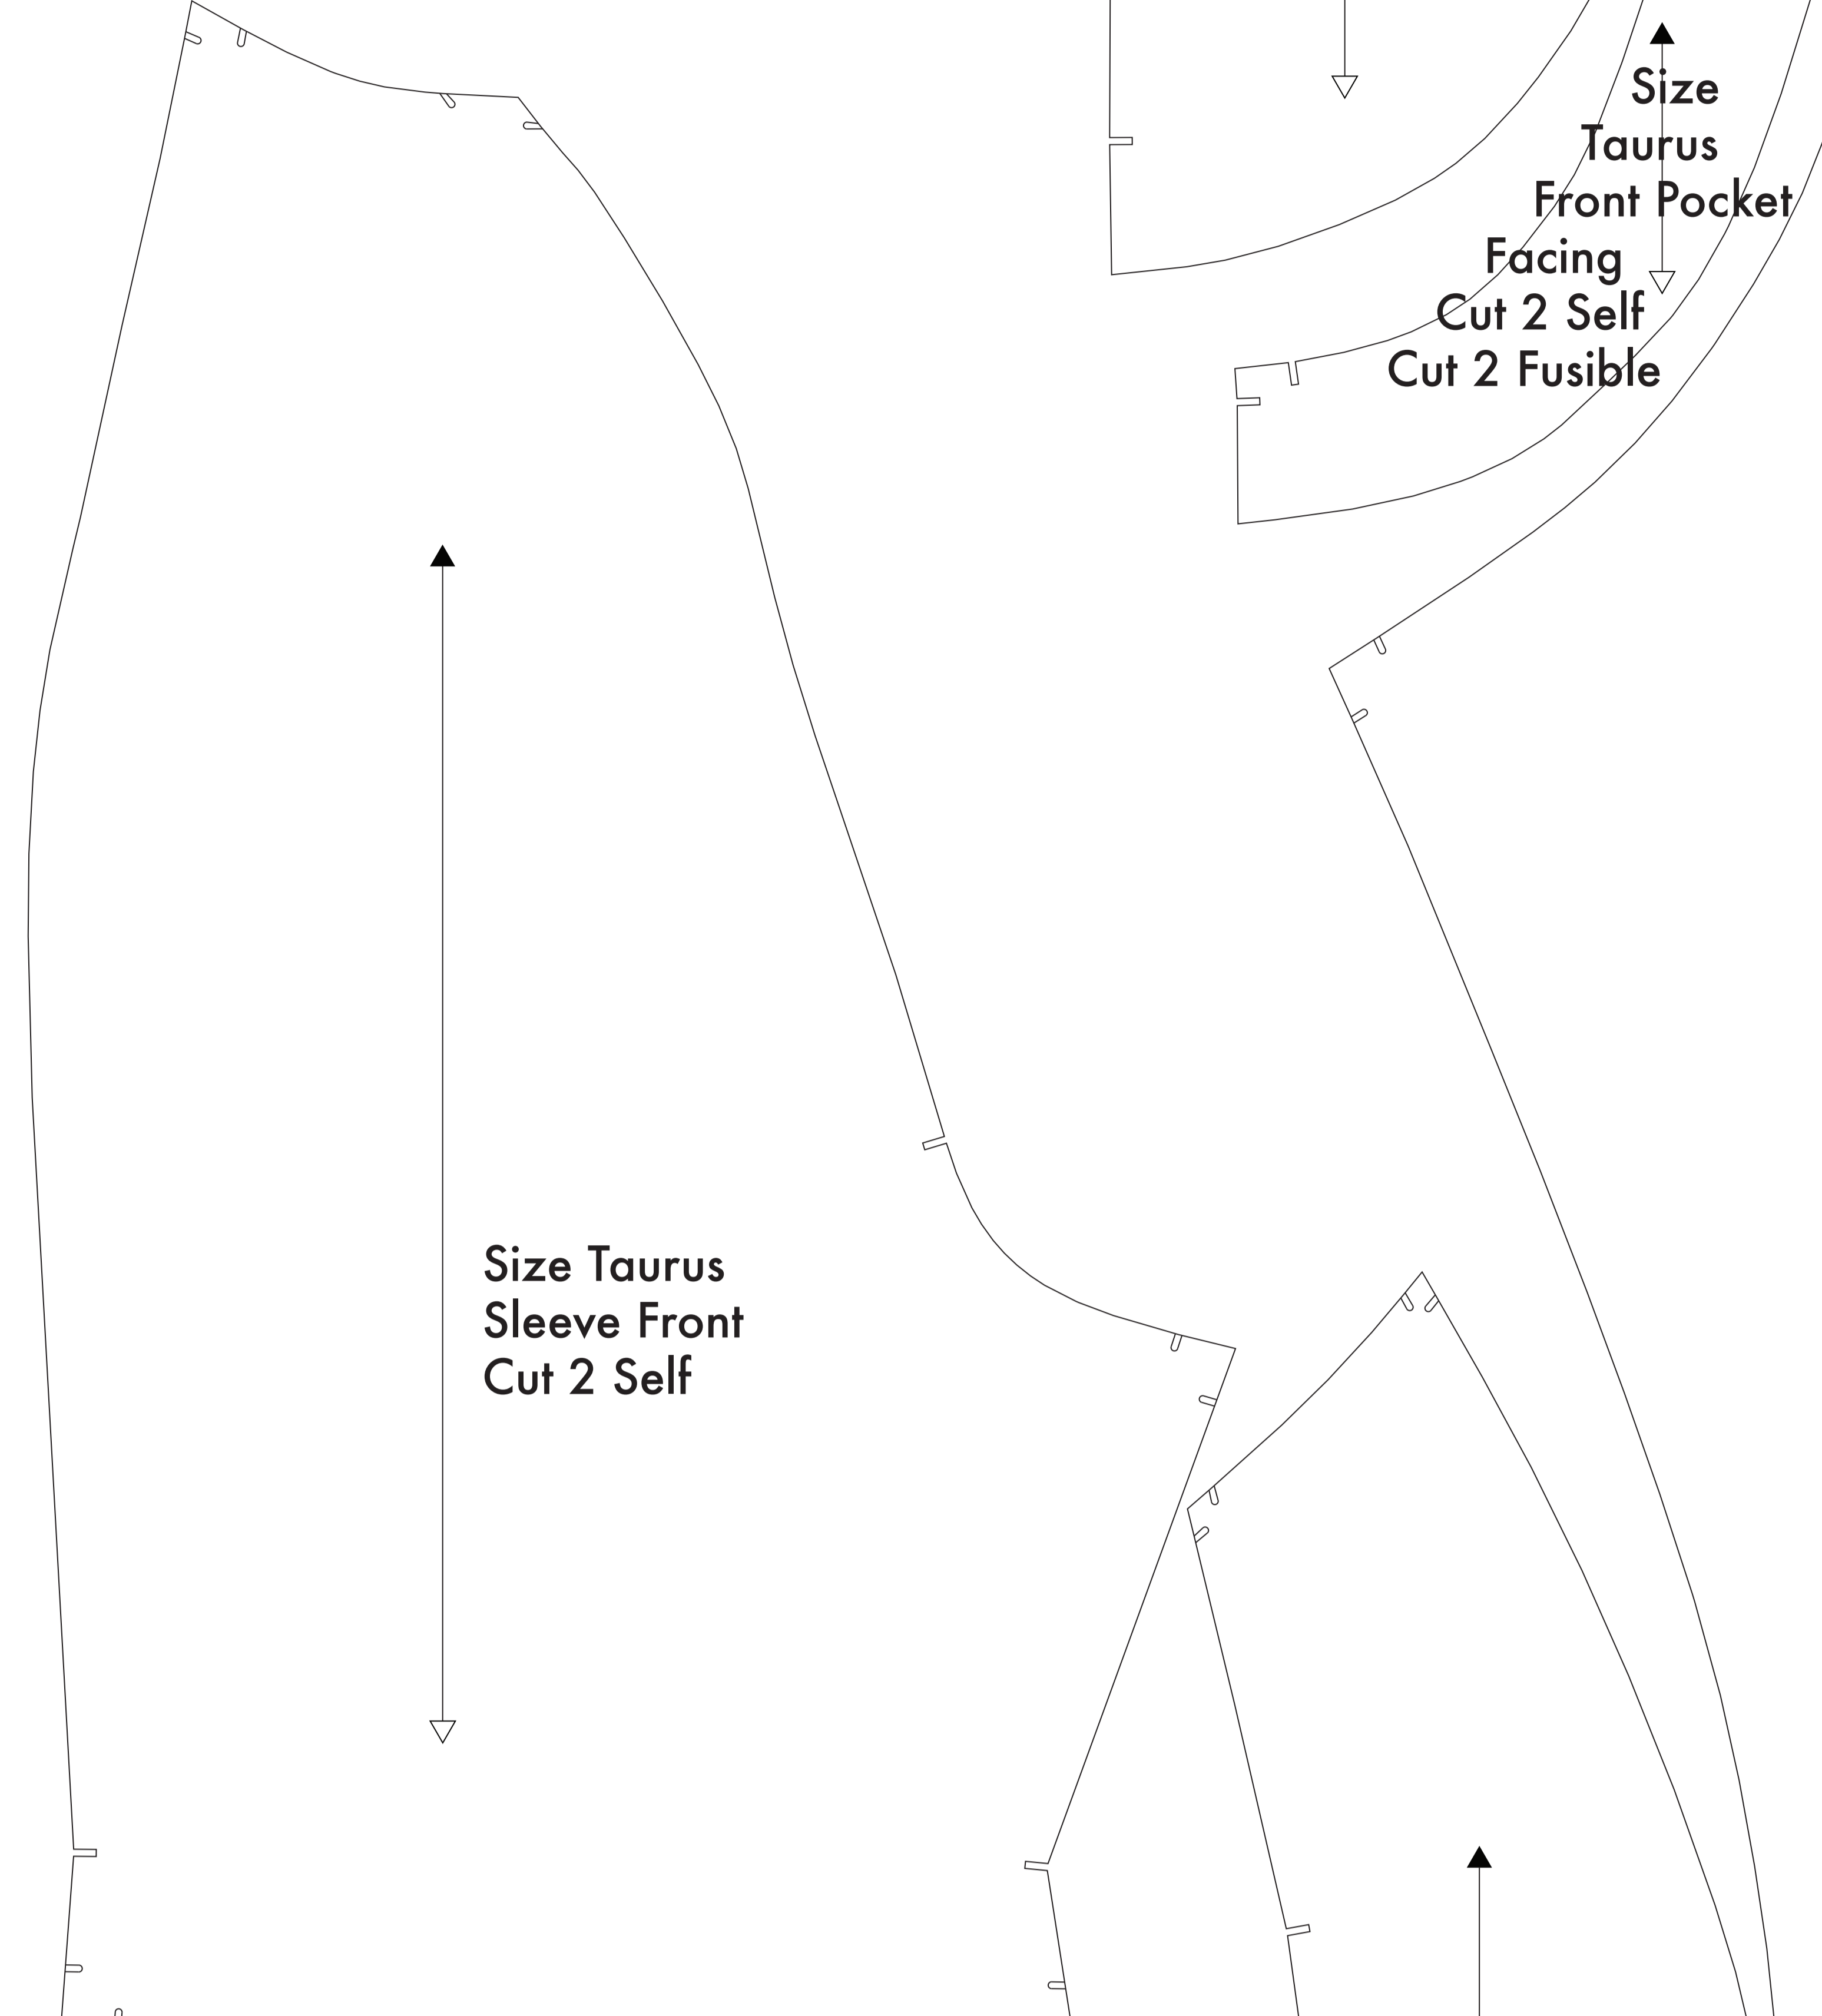 Size
Taurus
Front Pocket
Facing
Cut 2 Self
Cut 2 Fusible
Size Taurus
Sleeve Front
Cut 2 Self